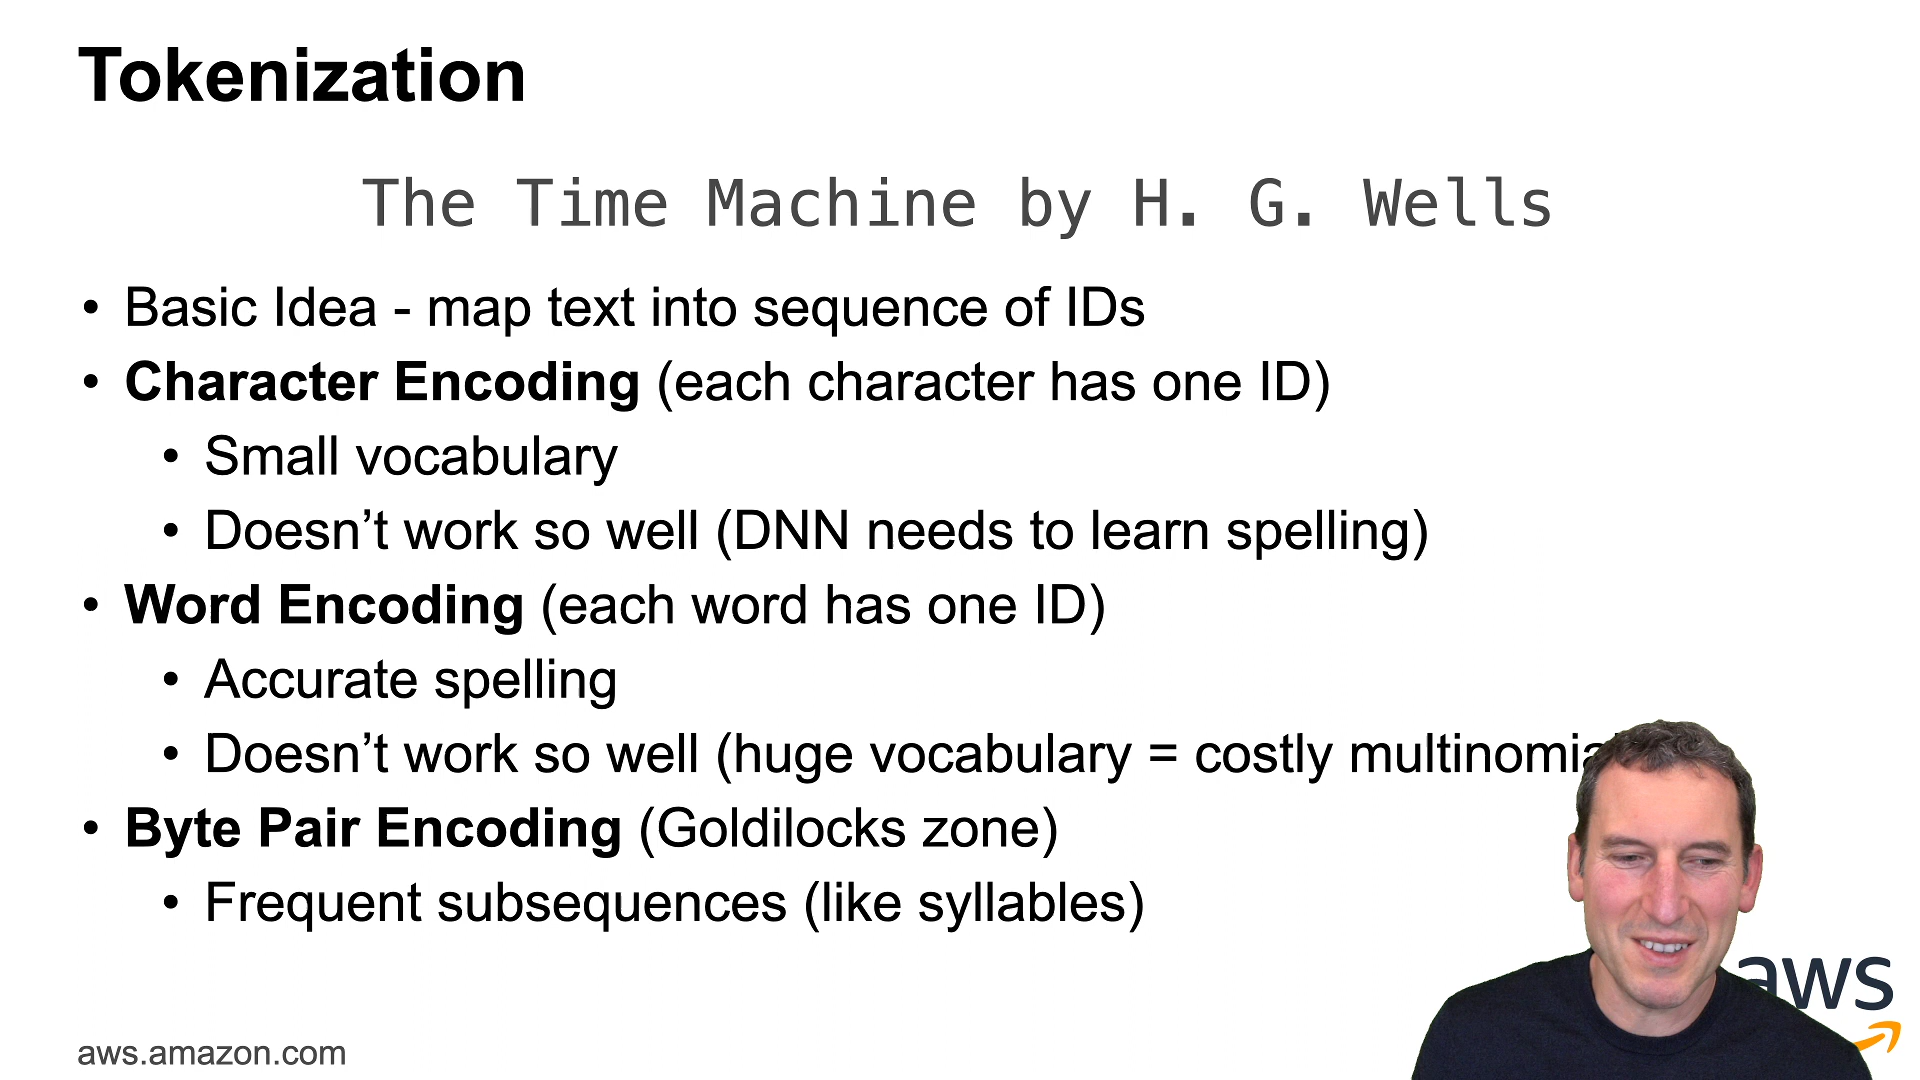 Tokenization
The Time Machine by H. G. Wells
• Basic Idea - map text into sequence of IDs
• Character Encoding (each character has one ID)
• Small vocabulary
• Doesn’t work so well (DNN needs to learn spelling)
• Word Encoding (each word has one ID)
• Accurate spelling
• Doesn’t work so well (huge vocabulary = costly
• Byte Pair Encoding (Goldilocks zone)
• Frequent subsequences (like syllables)
aws
aws.amazon.com